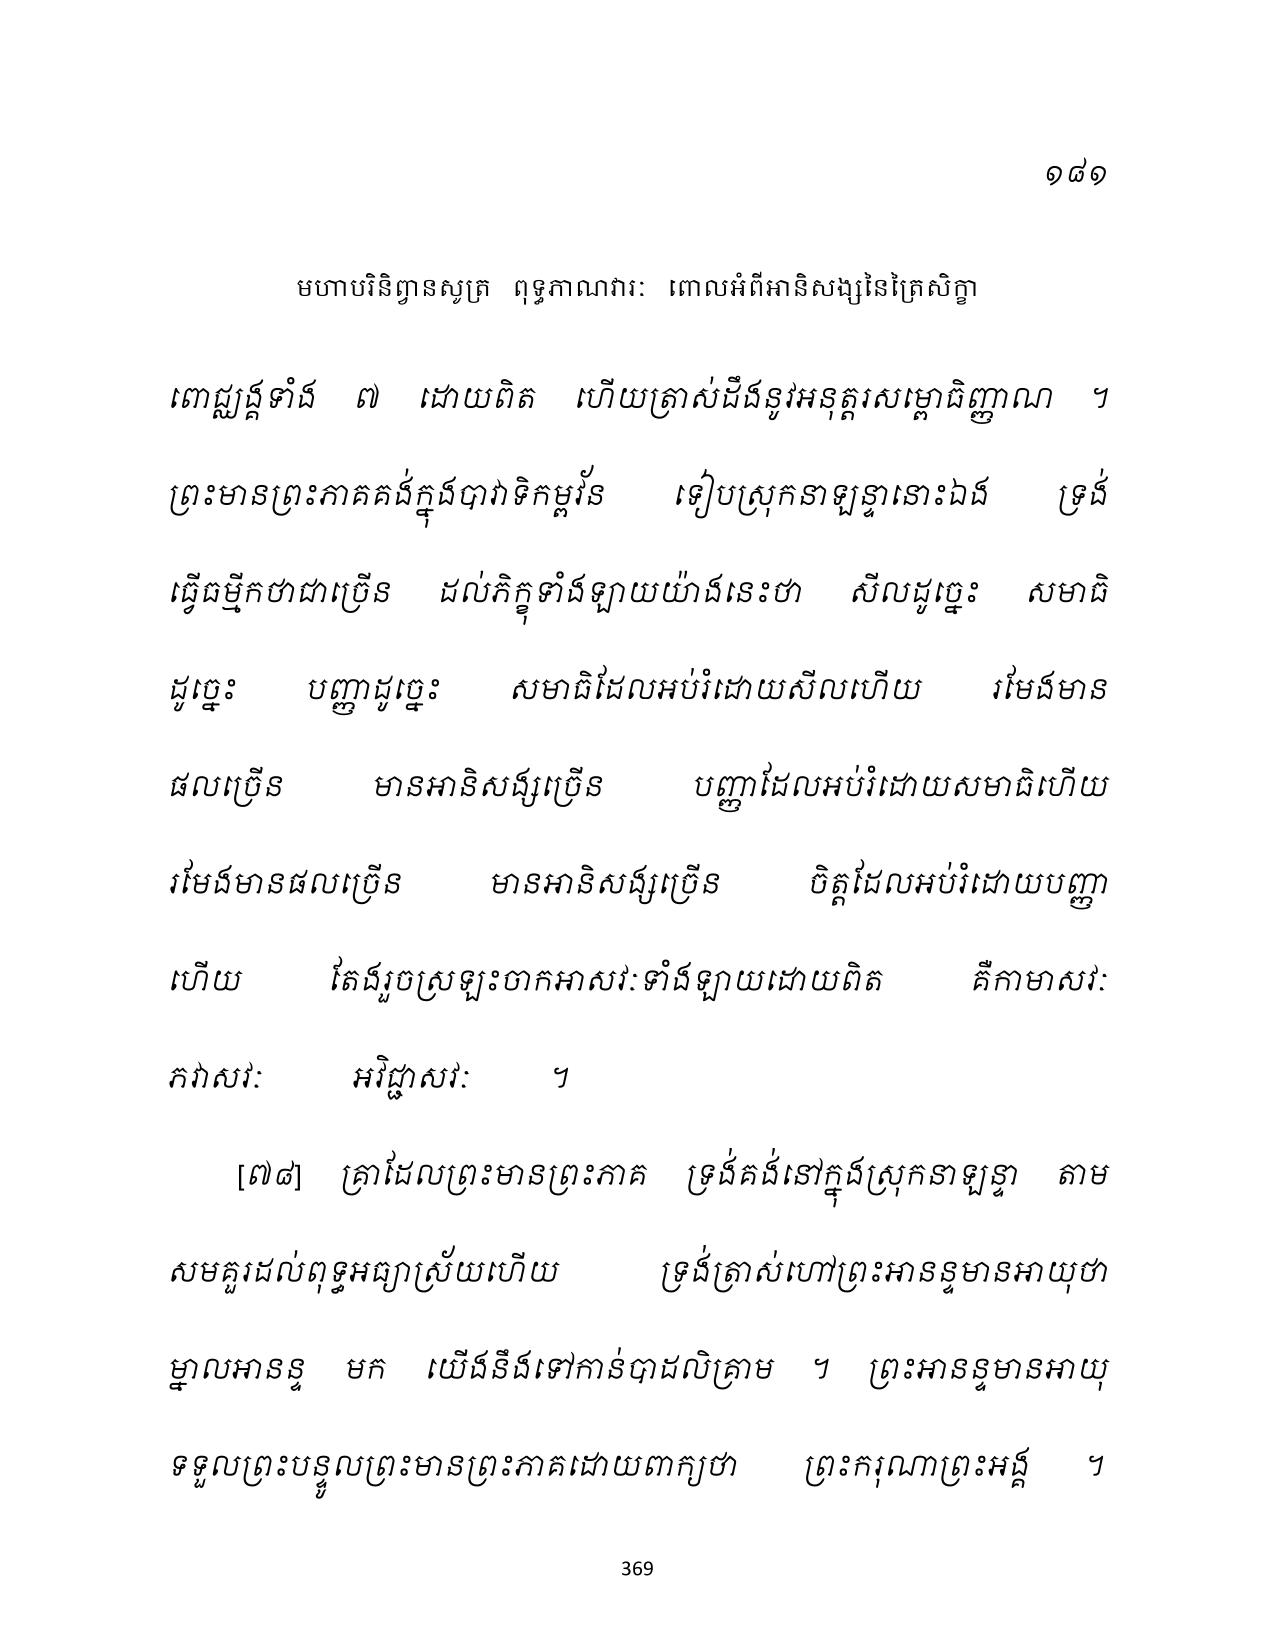 ១៨១
មហាបរិនិព្វានសូត្រ ពុទ្ធភាណវារៈ ពោលអំពីអានិសង្សនៃត្រៃសិក្ខា
ពោជ្ឈង្គទាំង ៧ ដោយពិត ហើយត្រាស់ដឹងនូវអនុត្តរសម្ពោធិញ្ញាណ ។
ព្រះមានព្រះភាគគង់ក្នុងបាវាទិកម្ពវ័ន ទៀបស្រុកនាឡន្ទានោះឯង ទ្រង់
ធ្វើធម្មីកថាជាច្រើន ដល់ភិក្ខុទាំងឡាយយ៉ាងនេះថា សីលដូច្នេះ សមាធិ
ដូច្នេះ បញ្ញាដូច្នេះ សមាធិដែលអប់រំដោយសីលហើយ រមែងមាន
ផលច្រើន មានអានិសង្សច្រើន បញ្ញាដែលអប់រំដោយសមាធិហើយ
រមែងមានផលច្រើន មានអានិសង្សច្រើន ចិត្តដែលអប់រំដោយបញ្ញា
ហើយ តែងរួចស្រឡះចាកអាសវៈទាំងឡាយដោយពិត គឺកាមាសវៈ
ភវាសវៈ អវិជ្ជាសវៈ ។
[៧៨] គ្រាដែលព្រះមានព្រះភាគ ទ្រង់គង់នៅក្នុងស្រុកនាឡន្ទា តាម
សមគួរដល់ពុទ្ធអធ្យាស្រ័យហើយ ទ្រង់ត្រាស់ហៅព្រះអានន្ទមានអាយុថា
ម្នាលអានន្ទ មក យើងនឹងទៅកាន់បាដលិគ្រាម ។ ព្រះអានន្ទមានអាយុ
ទទួលព្រះបន្ទូលព្រះមានព្រះភាគដោយពាក្យថា ព្រះករុណាព្រះអង្គ ។
369